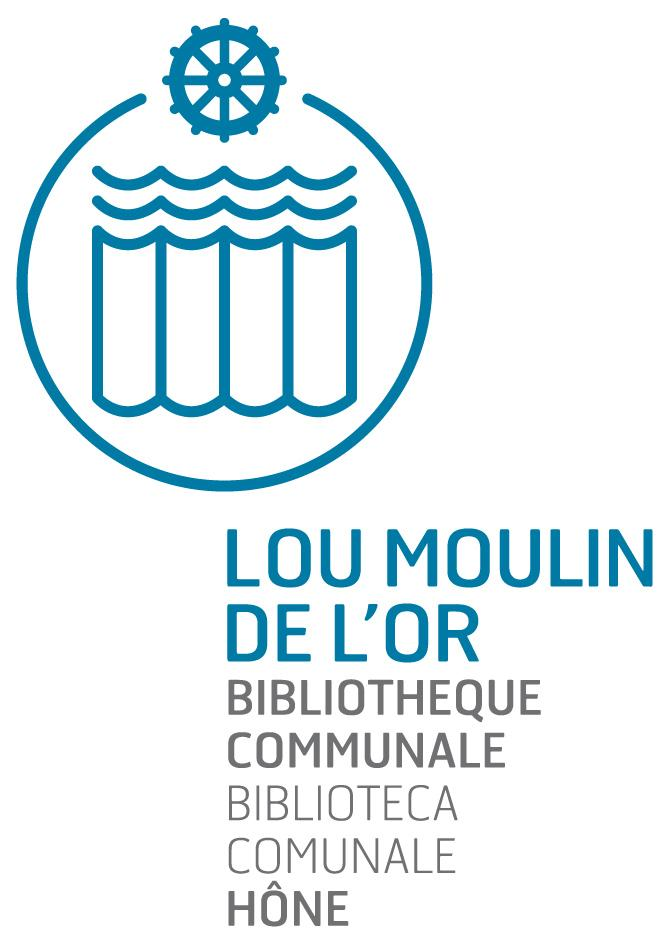 LOU MOULIN
DE L’OR
BIBLIOTHEQUE
COMMUNALE
BIBLIOTECA
COMUNALE
HÔNE